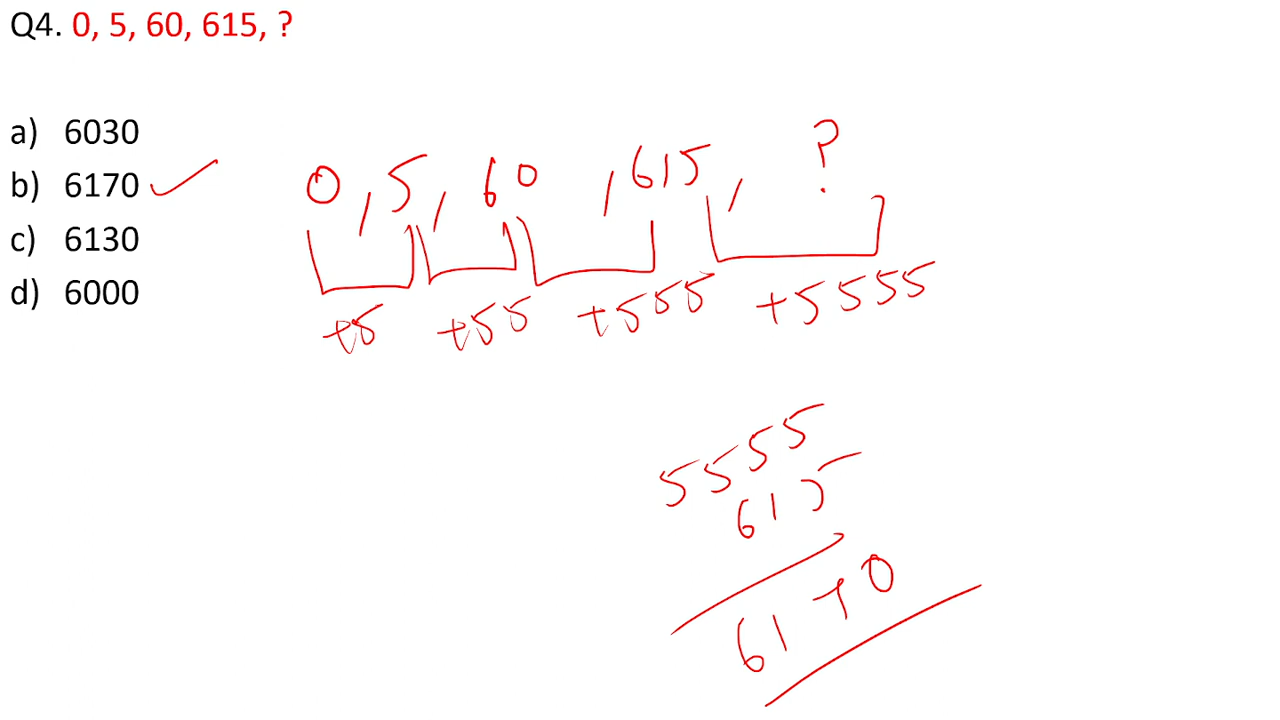 Q4. 0, 5, 60, 615, ?
a) 6030
b) 6170
c) 6130
d) 6000
0, 5, 60, 615, ?
+5 +55 +555 +5555
5555
615
6170